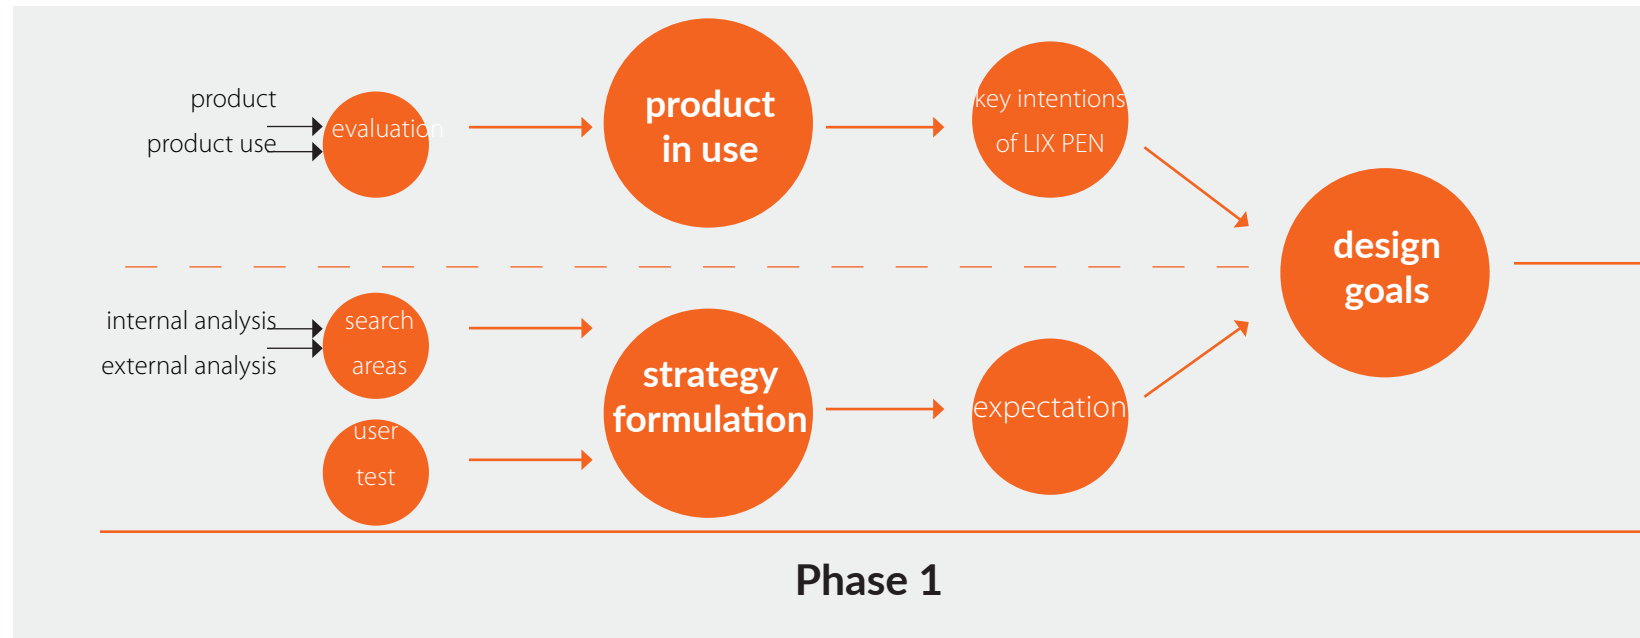 product
product use
evaluation
product
in use
key intentions
of LIX PEN
design
goals
internal analysis
external analysis
search
areas
user
test
strategy
formulation
expectation
Phase 1